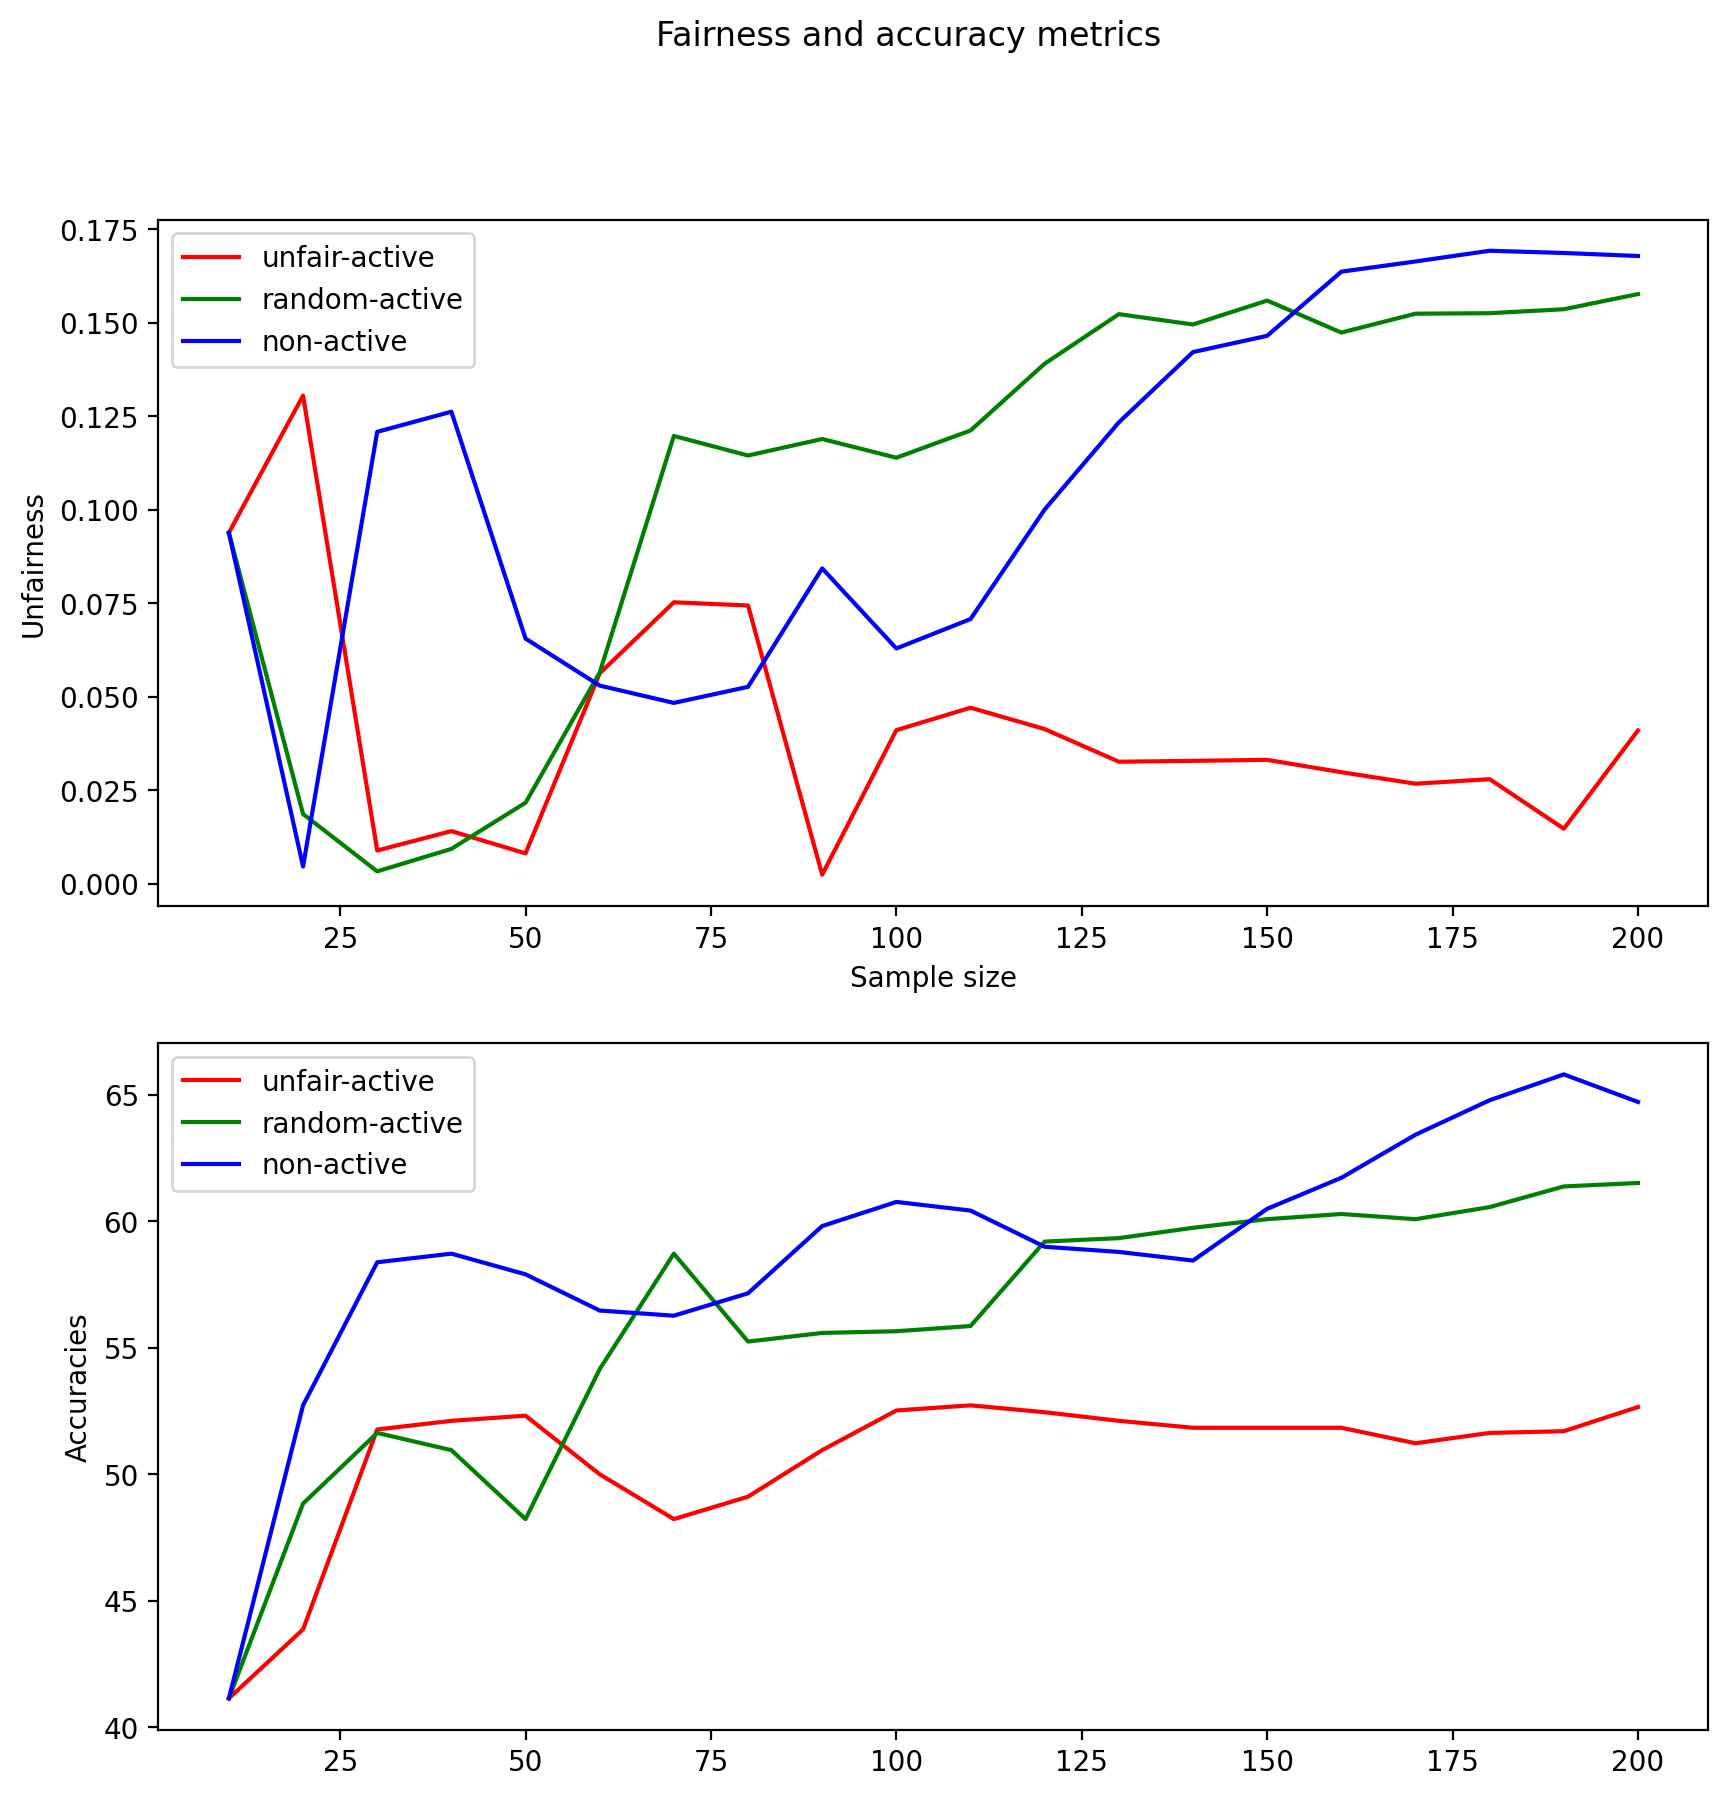 Fairness and accuracy metrics
0.175
0.150
0.125
0.100
0.075
0.050
0.025
0.000
Unfairness
unfair-active
random-active
non-active
25 50 75 100 125 150 175 200
Sample size
65
60
55
50
45
40
Accuracies
unfair-active
random-active
non-active
25 50 75 100 125 150 175 200